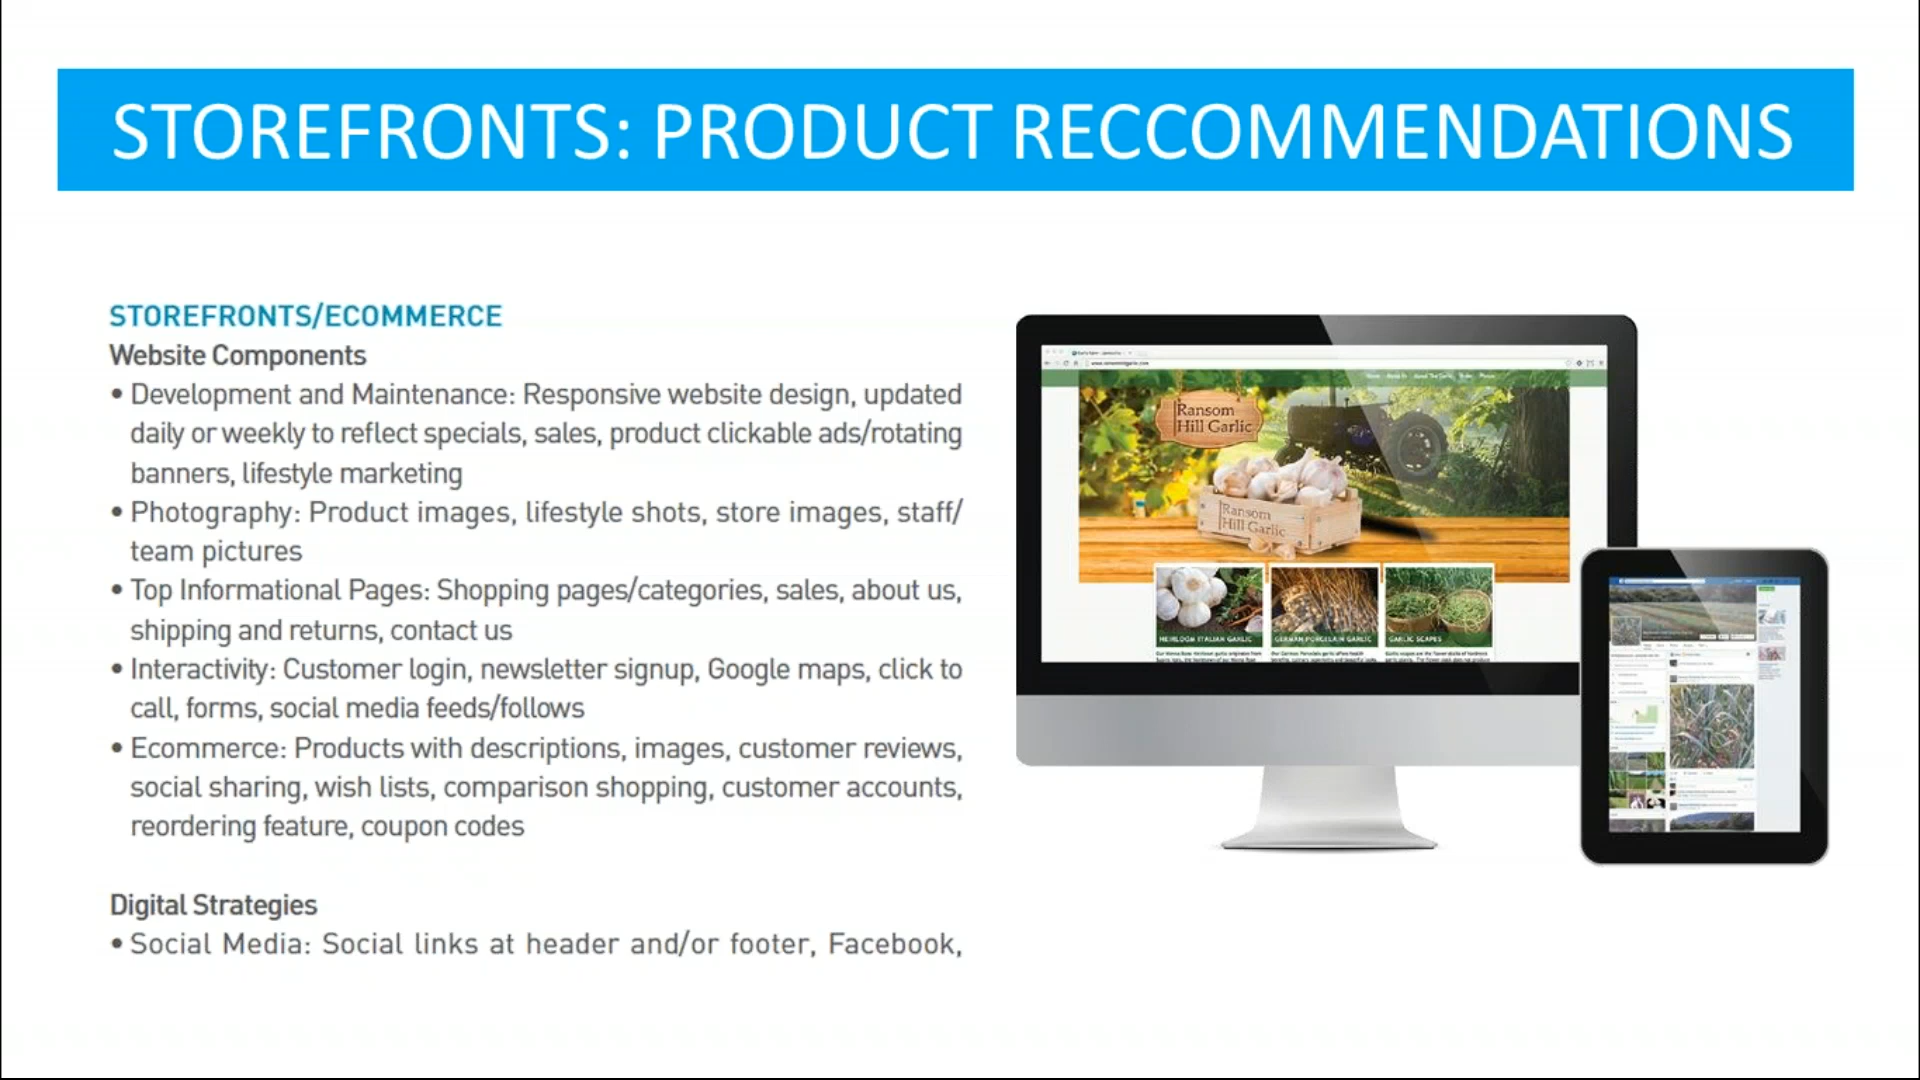 STOREFRONTS: PRODUCT RECCOMMENDATIONS
STOREFRONTS/ECOMMERCE
Website Components
• Development and Maintenance: Responsive website design, updated
daily or weekly to reflect specials, sales, product clickable ads/rotating
banners, lifestyle marketing
• Photography: Product images, lifestyle shots, store images, staff/
team pictures
• Top Informational Pages: Shopping pages/categories, sales, about us,
shipping and returns, contact us
• Interactivity: Customer login, newsletter signup, Google maps, click to
call, forms, social media feeds/follows
• Ecommerce: Products with descriptions, images, customer reviews,
social sharing, wish lists, comparison shopping, customer accounts,
reordering feature, coupon codes
Digital Strategies
• Social Media: Social links at header and/or footer, Facebook,
Ransom
Hill Garlic
Ransom
Hill Garlic
HEIRLOOM ITALIAN GARLIC
GERMAN PORCELAIN GARLIC
GARLIC SCAPES